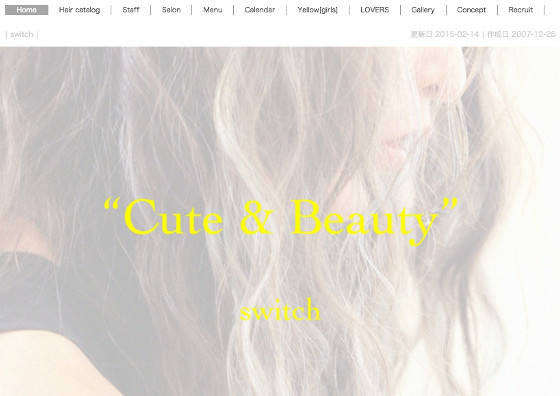 Home Hair catalog Staff Salon Menu Calendar Yellow[girls] LOVERS Gallery Concept Recruit
| switch | 更新日 2015-02-14 | 作成日 2007-12-26
“Cute & Beauty”
switch